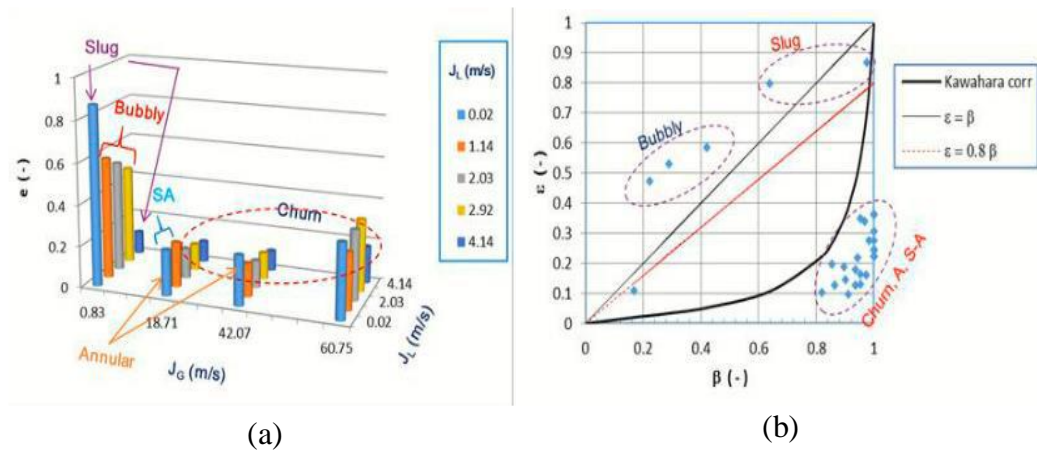 Slug
Bubbly
SA
Churn
Annular
e (-)
1
0.8
0.6
0.4
0.2
0
0.83
18.71
42.07
60.75
J_G (m/s)
4.14
2.03
0.02
J_L (m/s)
J_L (m/s)
0.02
1.14
2.03
2.92
4.14
(a)
(b)
ε (-)
1
0.9
0.8
0.7
0.6
0.5
0.4
0.3
0.2
0.1
0
0
0.2
0.4
0.6
0.8
1
β (-)
Slug
Bubbly
Churn, A, S-A
Kawahara corr
ε = β
ε = 0.8 β